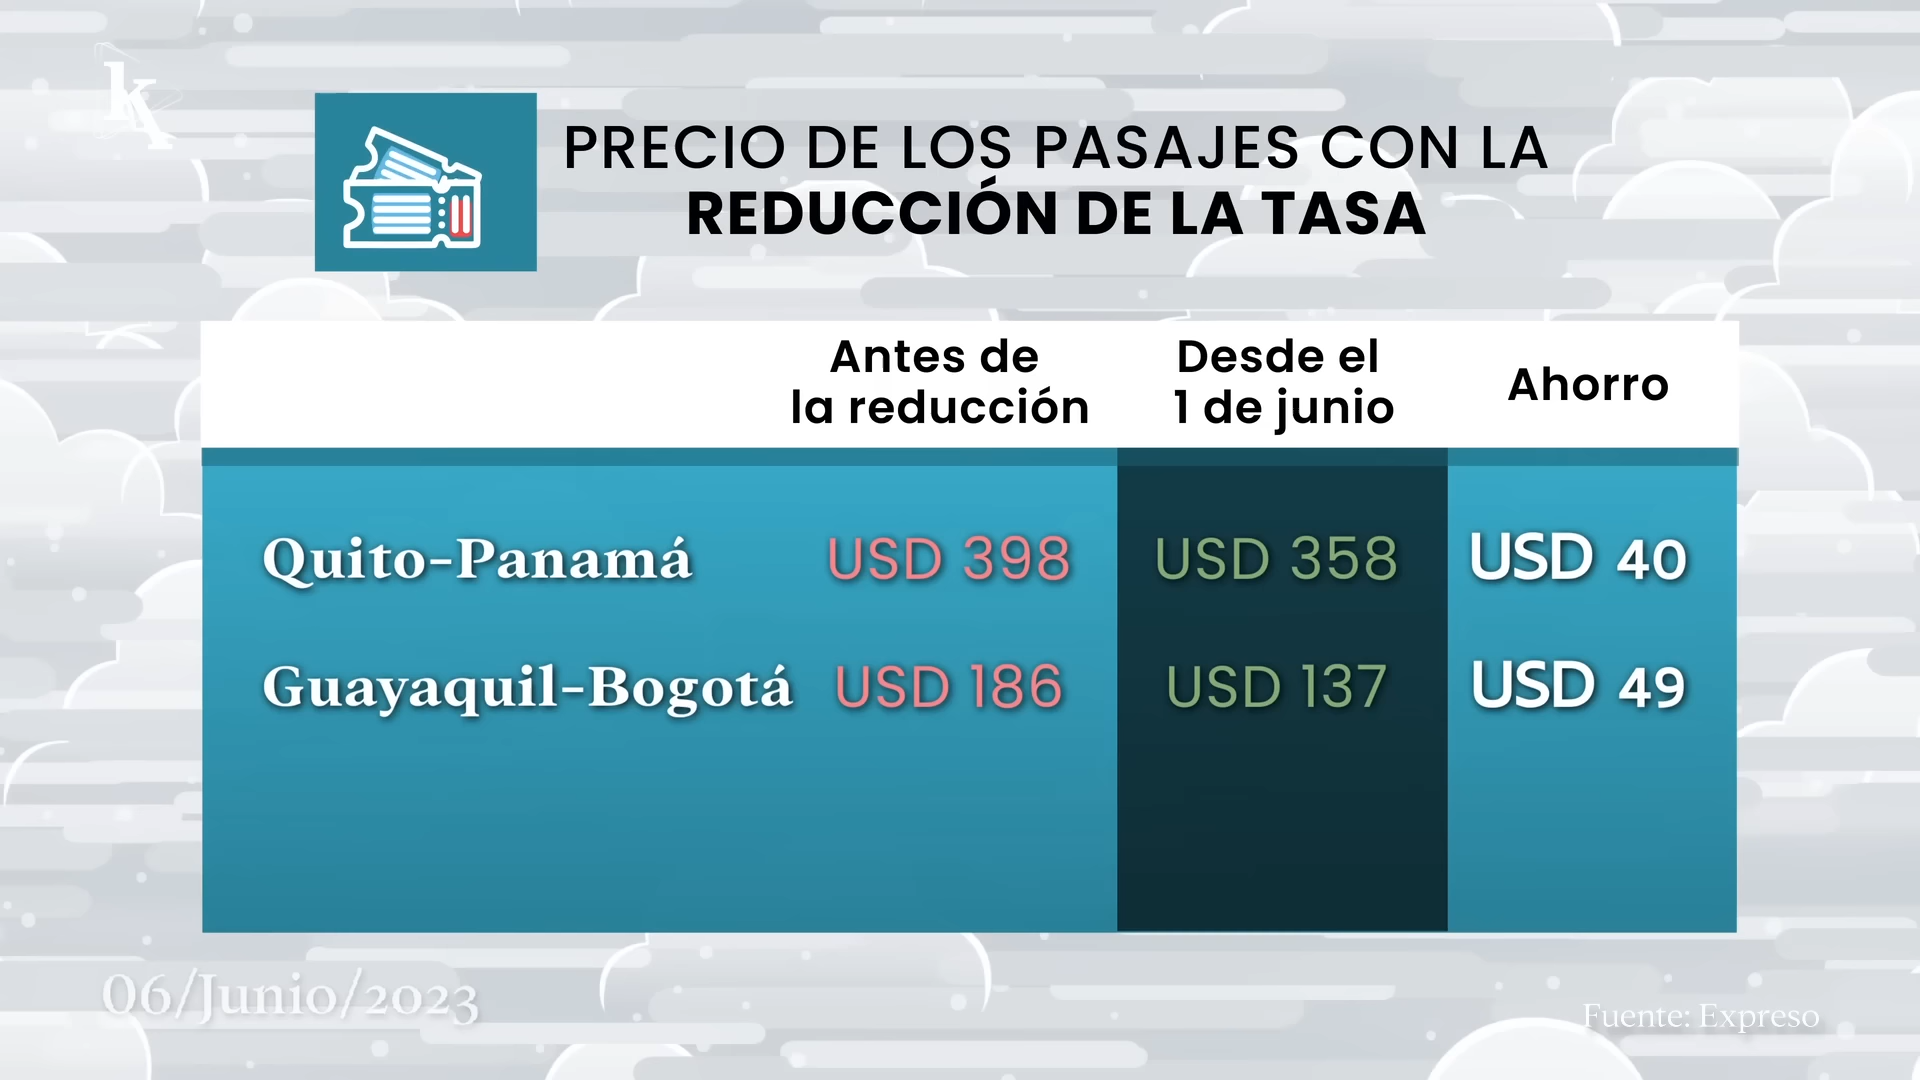 kx
PRECIO DE LOS PASAJES CON LA
REDUCCIÓN DE LA TASA
Antes de
la reducción
Desde el
1 de junio
Ahorro
Quito-Panamá USD 398 USD 358 USD 40
Guayaquil-Bogotá USD 186 USD 137 USD 49
06/Junio/2023
Fuente: Expreso